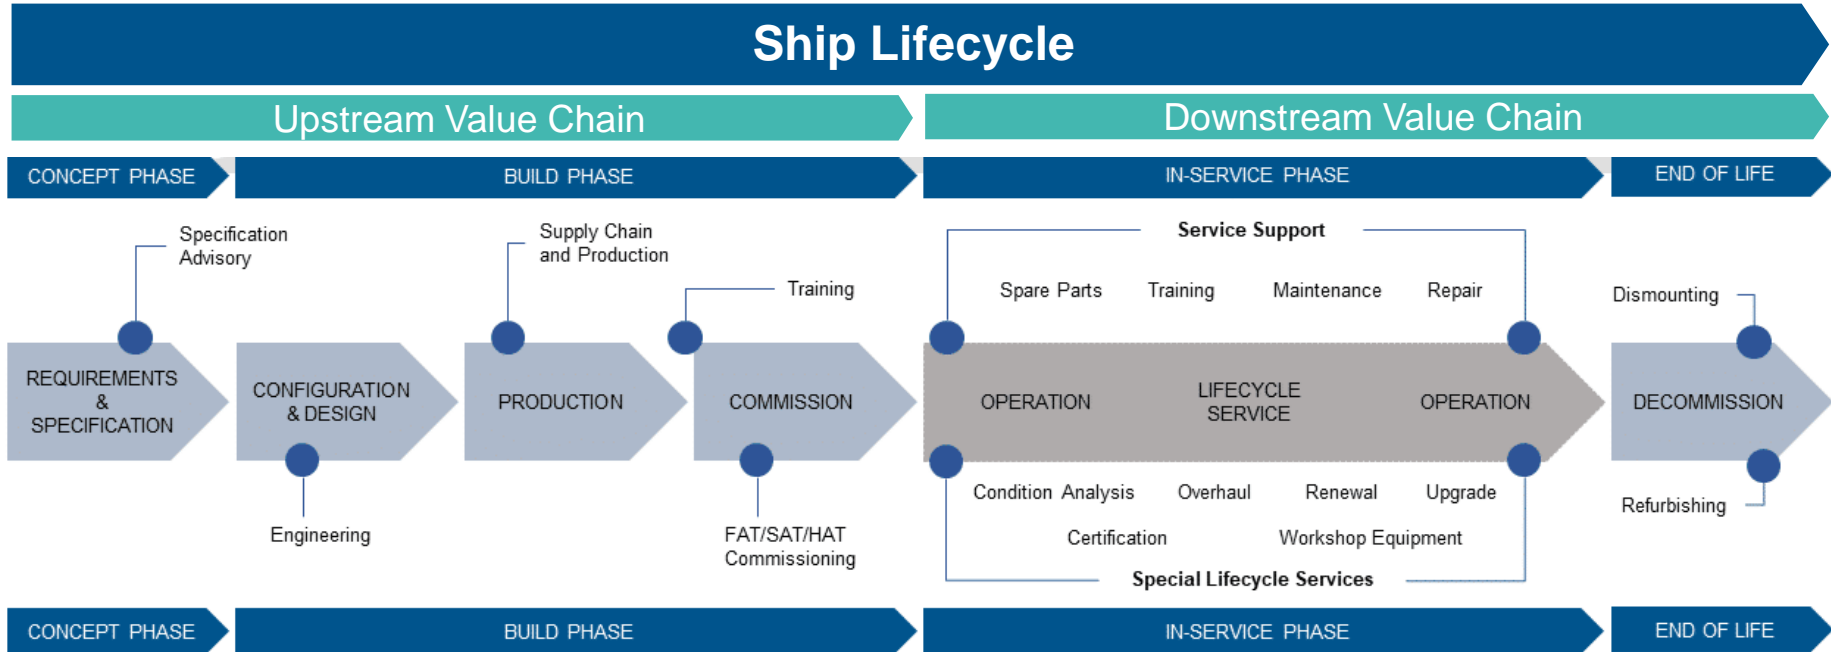 Ship Lifecycle
Upstream Value Chain
Downstream Value Chain
CONCEPT PHASE
BUILD PHASE
IN-SERVICE PHASE
END OF LIFE
Specification
Advisory
Supply Chain
and Production
Training
Service Support
Spare Parts
Training
Maintenance
Repair
Dismounting
REQUIREMENTS
&
SPECIFICATION
CONFIGURATION
& DESIGN
PRODUCTION
COMMISSION
OPERATION
LIFECYCLE
SERVICE
OPERATION
DECOMMISSION
Engineering
FAT/SAT/HAT
Commissioning
Condition Analysis
Overhaul
Renewal
Upgrade
Certification
Workshop Equipment
Special Lifecycle Services
Refurbishing
CONCEPT PHASE
BUILD PHASE
IN-SERVICE PHASE
END OF LIFE